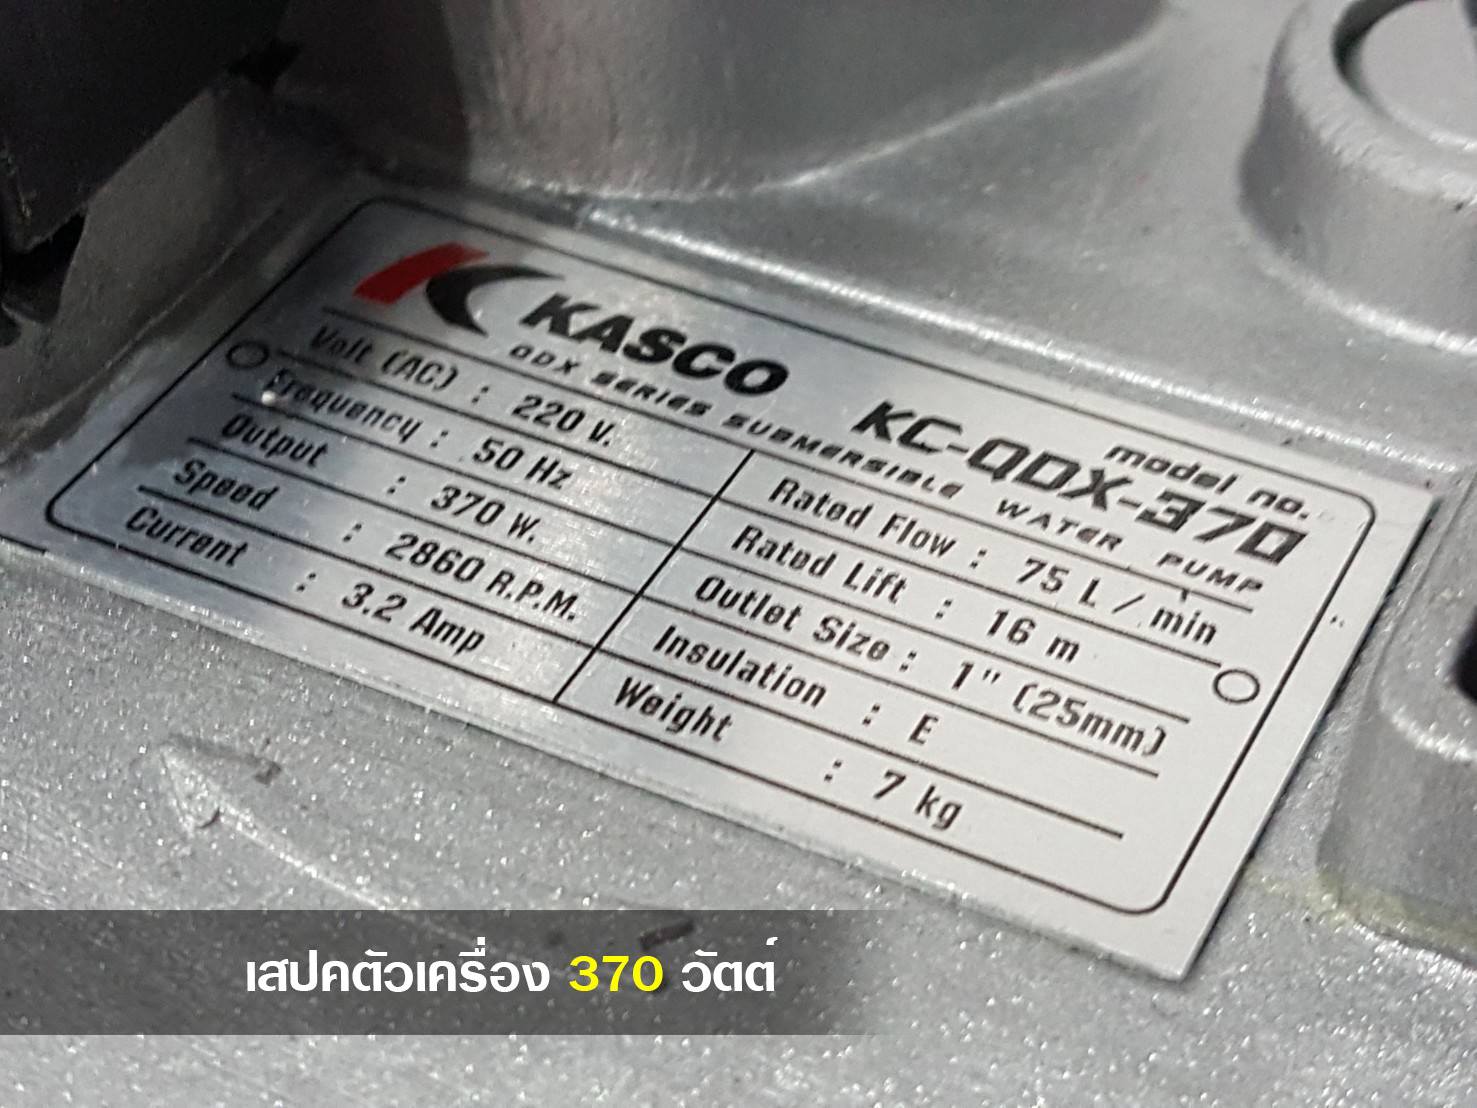 KASCO
model no.
KC-QDX-370
QDX SERIES SUBMERSIBLE WATER PUMP
Volt (AC) : 220 V.
Frequency : 50 Hz
Output : 370 W.
Speed : 2860 R.P.M.
Current : 3.2 Amp
Rated Flow : 75 L / min
Rated Lift : 16 m
Outlet Size : 1" (25mm)
Insulation : E
Weight : 7 kg
เสปคตัวเครื่อง 370 วัตต์